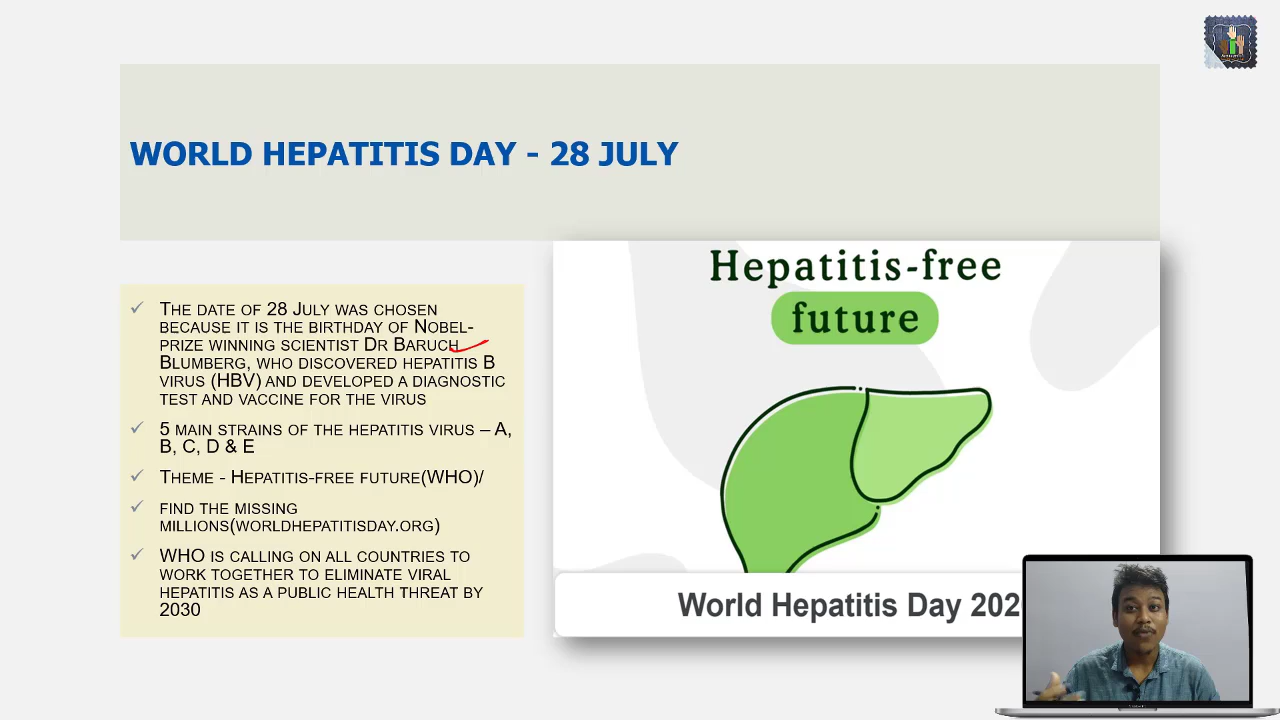 WORLD HEPATITIS DAY - 28 JULY
Hepatitis-free
future
✓ THE DATE OF 28 JULY WAS CHOSEN
BECAUSE IT IS THE BIRTHDAY OF NOBEL-
PRIZE WINNING SCIENTIST DR BARUCH
BLUMBERG, WHO DISCOVERED HEPATITIS B
VIRUS (HBV) AND DEVELOPED A DIAGNOSTIC
TEST AND VACCINE FOR THE VIRUS
✓ 5 MAIN STRAINS OF THE HEPATITIS VIRUS – A,
B, C, D & E
✓ THEME - HEPATITIS-FREE FUTURE(WHO)/
✓ FIND THE MISSING
MILLIONS(WORLDHEPATITISDAY.ORG)
✓ WHO IS CALLING ON ALL COUNTRIES TO
WORK TOGETHER TO ELIMINATE VIRAL
HEPATITIS AS A PUBLIC HEALTH THREAT BY
2030
World Hepatitis Day 202